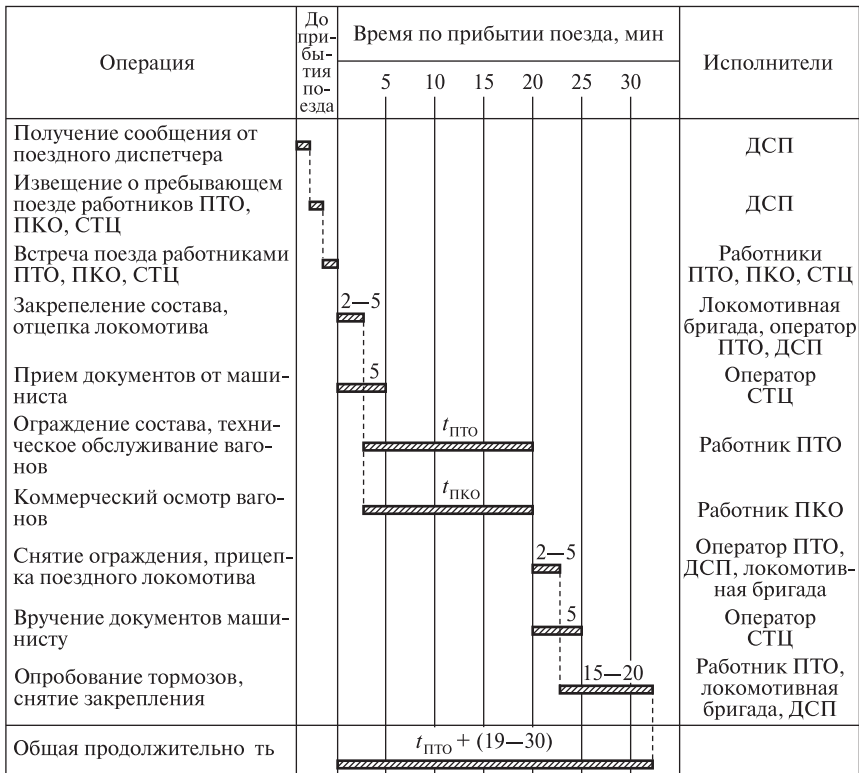 Операция
До
при-
бы-
тия
по-
езда
Время по прибытии поезда, мин
5 10 15 20 25 30
Исполнители
Получение сообщения от
поездного диспетчера
ДСП
Извещение о пребывающем
поезде работников ПТО,
ПКО, СТЦ
ДСП
Встреча поезда работниками
ПТО, ПКО, СТЦ
Работники
ПТО, ПКО, СТЦ
Закрепеление состава,
отцепка локомотива
2—5
Локомотивная
бригада, оператор
ПТО, ДСП
Прием документов от маши-
ниста
5
Оператор
СТЦ
Ограждение состава, техни-
ческое обслуживание ваго-
нов
tПТО
Работник ПТО
Коммерческий осмотр ваго-
нов
tПКО
Работник ПКО
Снятие ограждения, прицеп-
ка поездного локомотива
2—5
Оператор ПТО,
ДСП, локомотив-
ная бригада
Вручение документов маши-
нисту
5
Оператор
СТЦ
Опробование тормозов,
снятие закрепления
15—20
Работник ПТО,
локомотивная
бригада, ДСП
Общая продолжительно ть
tПТО + (19—30)